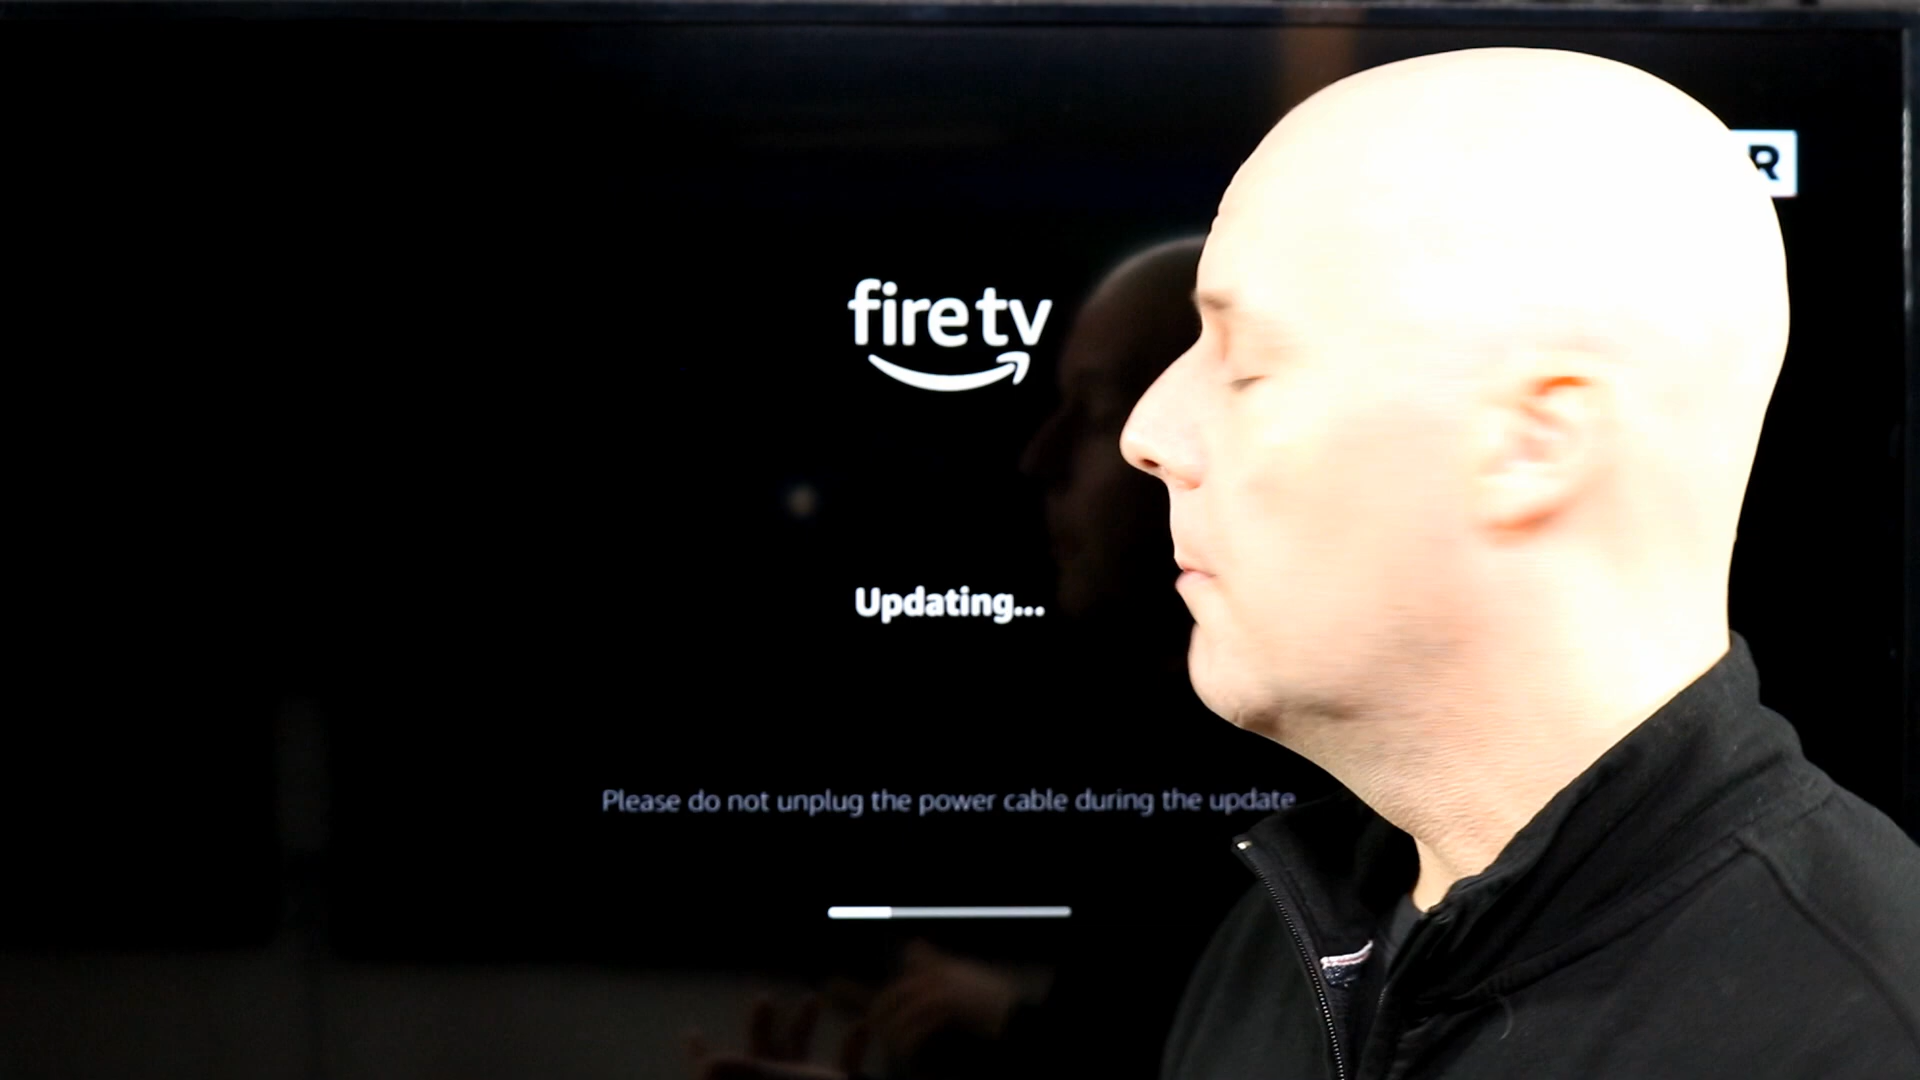 R
fire tv
Updating...
Please do not unplug the power cable during the update